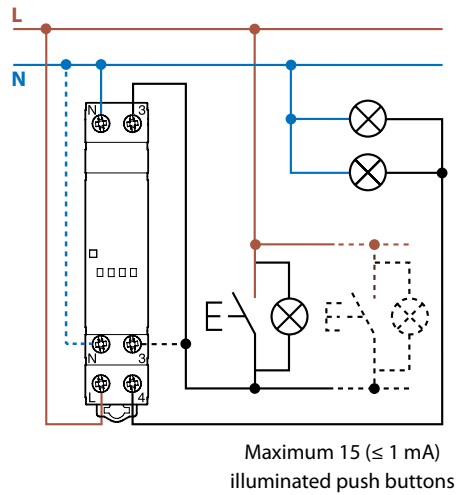 L
N
N 3
N 3
L 4
Maximum 15 (≤ 1 mA)
illuminated push buttons